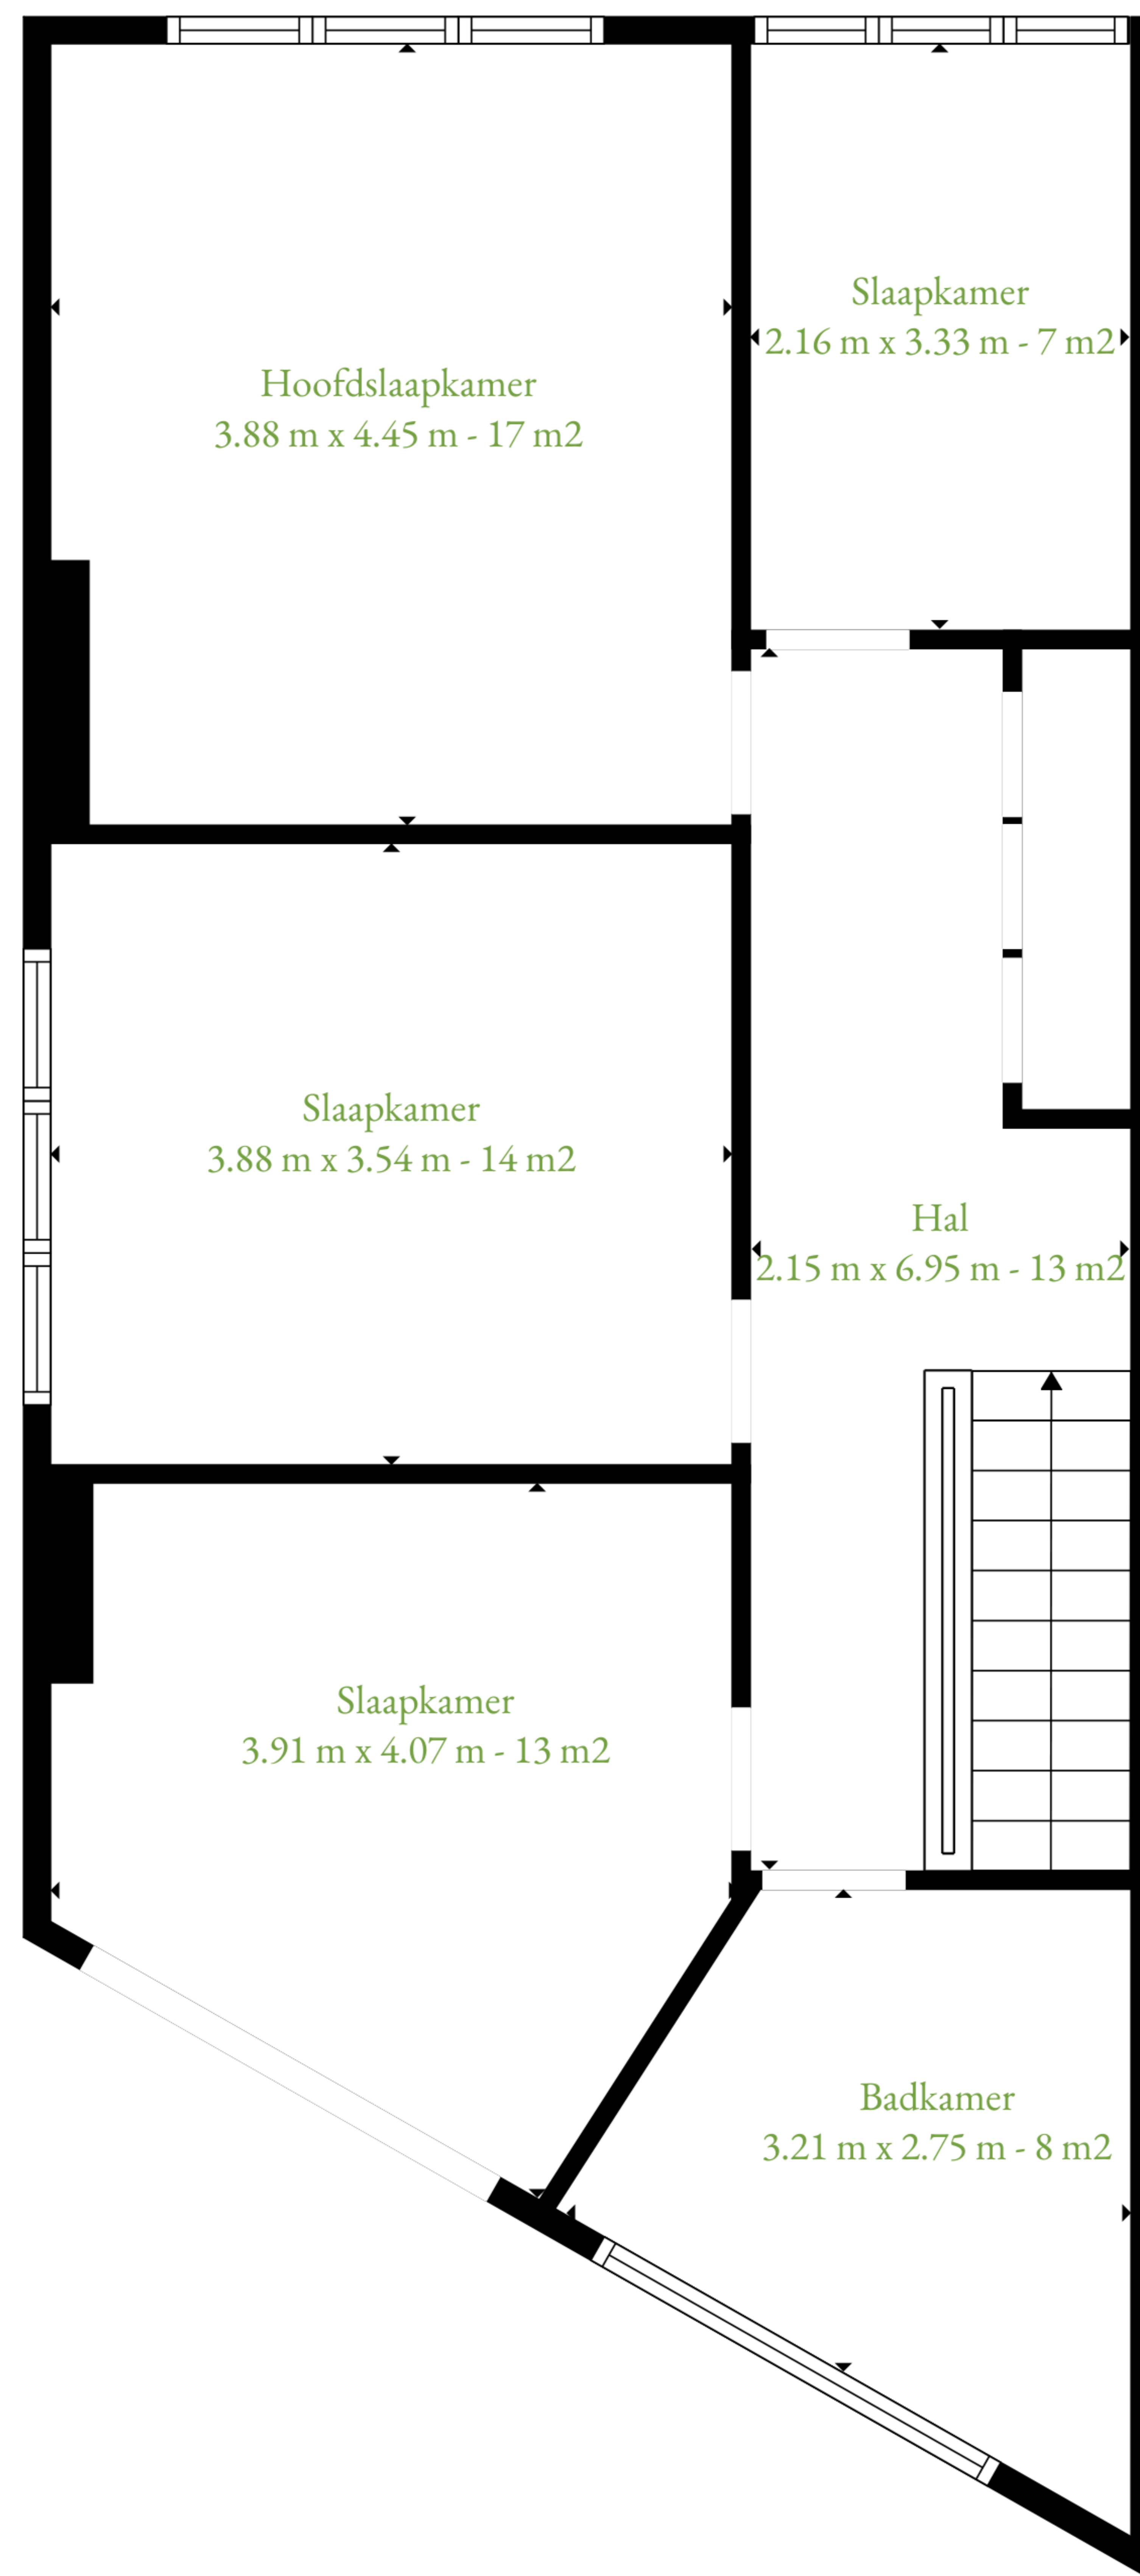 Slaapkamer
2.16 m x 3.33 m - 7 m2
Hoofdslaapkamer
3.88 m x 4.45 m - 17 m2
Slaapkamer
3.88 m x 3.54 m - 14 m2
Hal
2.15 m x 6.95 m - 13 m2
Slaapkamer
3.91 m x 4.07 m - 13 m2
Badkamer
3.21 m x 2.75 m - 8 m2